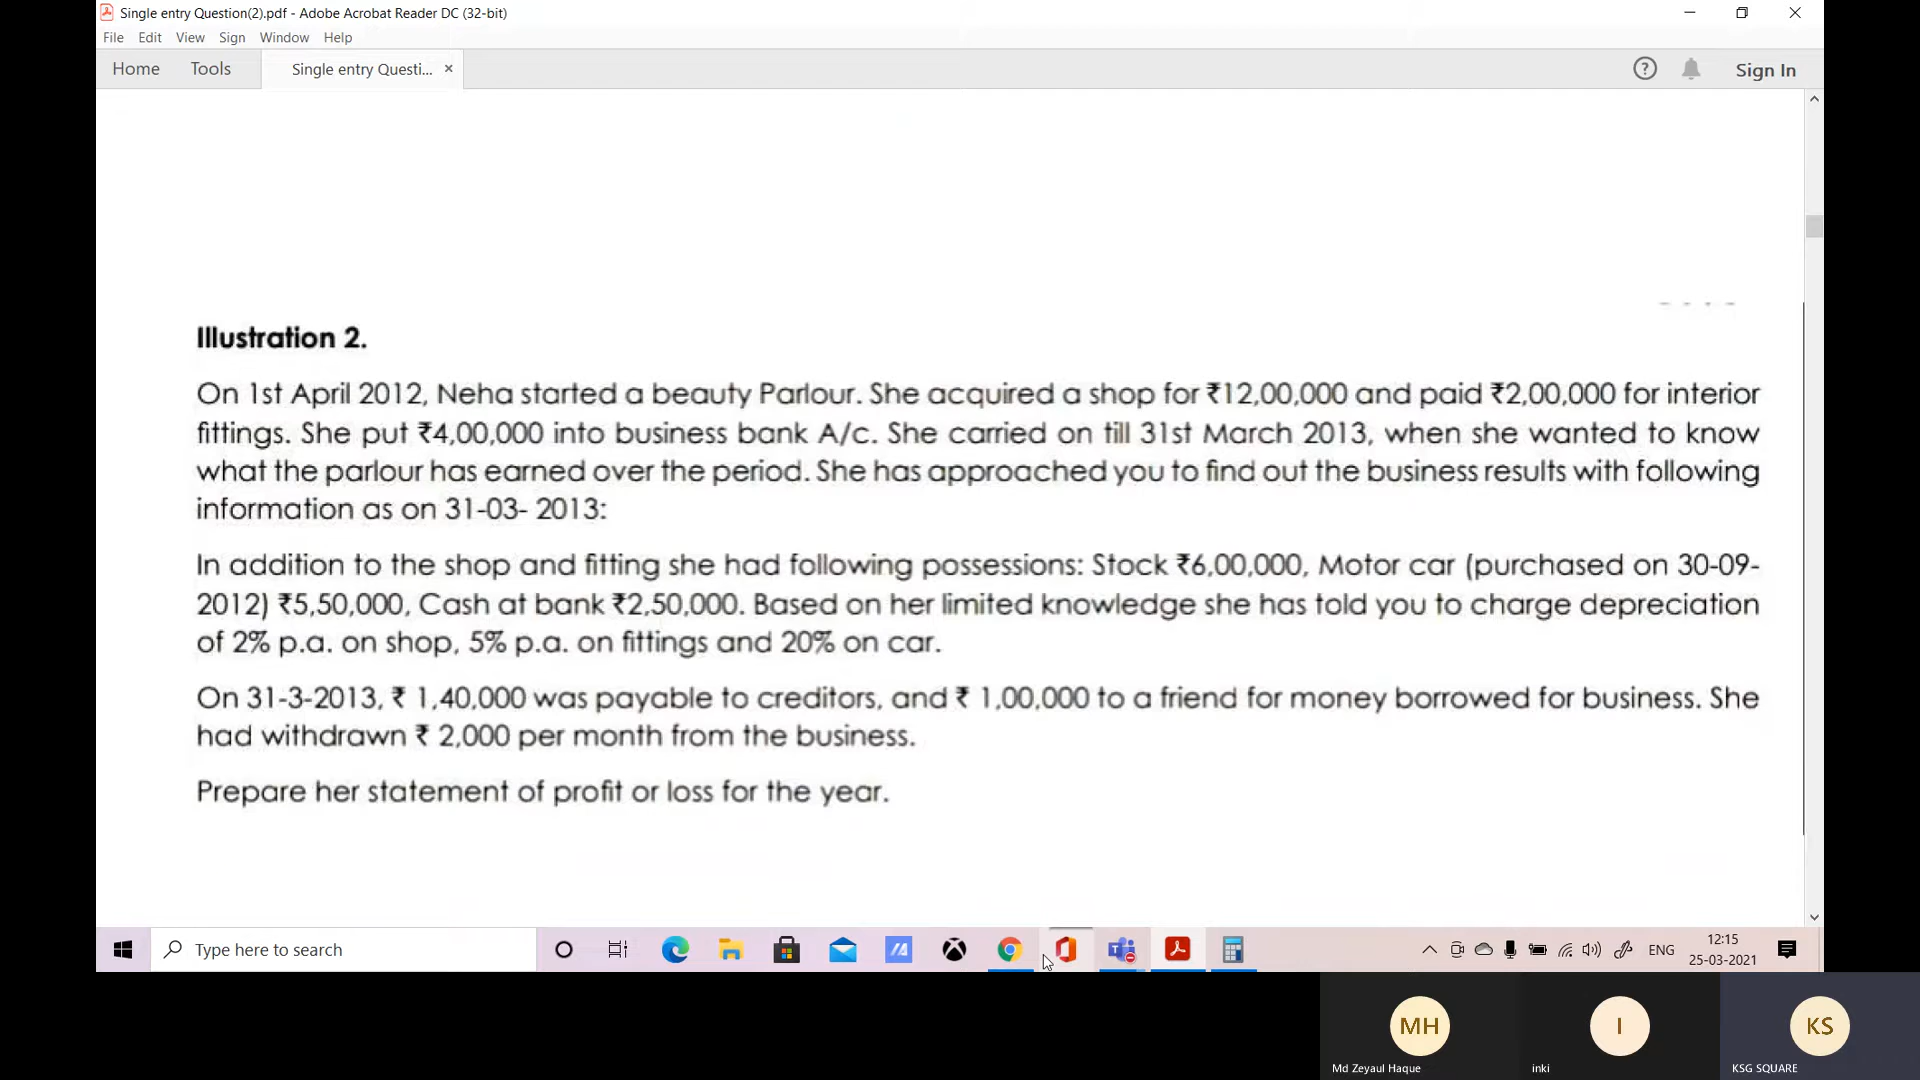 Single entry Question(2).pdf - Adobe Acrobat Reader DC (32-bit)
File Edit View Sign Window Help
Home Tools Single entry Questi... × Sign In
Illustration 2.
On 1st April 2012, Neha started a beauty Parlour. She acquired a shop for ₹12,00,000 and paid ₹2,00,000 for interior
fittings. She put ₹4,00,000 into business bank A/c. She carried on till 31st March 2013, when she wanted to know
what the parlour has earned over the period. She has approached you to find out the business results with following
information as on 31-03- 2013:
In addition to the shop and fitting she had following possessions: Stock ₹6,00,000, Motor car (purchased on 30-09-
2012) ₹5,50,000, Cash at bank ₹2,50,000. Based on her limited knowledge she has told you to charge depreciation
of 2% p.a. on shop, 5% p.a. on fittings and 20% on car.
On 31-3-2013, ₹ 1,40,000 was payable to creditors, and ₹ 1,00,000 to a friend for money borrowed for business. She
had withdrawn ₹ 2,000 per month from the business.
Prepare her statement of profit or loss for the year.
Type here to search
ENG
12:15
25-03-2021
MH I KS
Md Zeyaul Haque inki KSG SQUARE